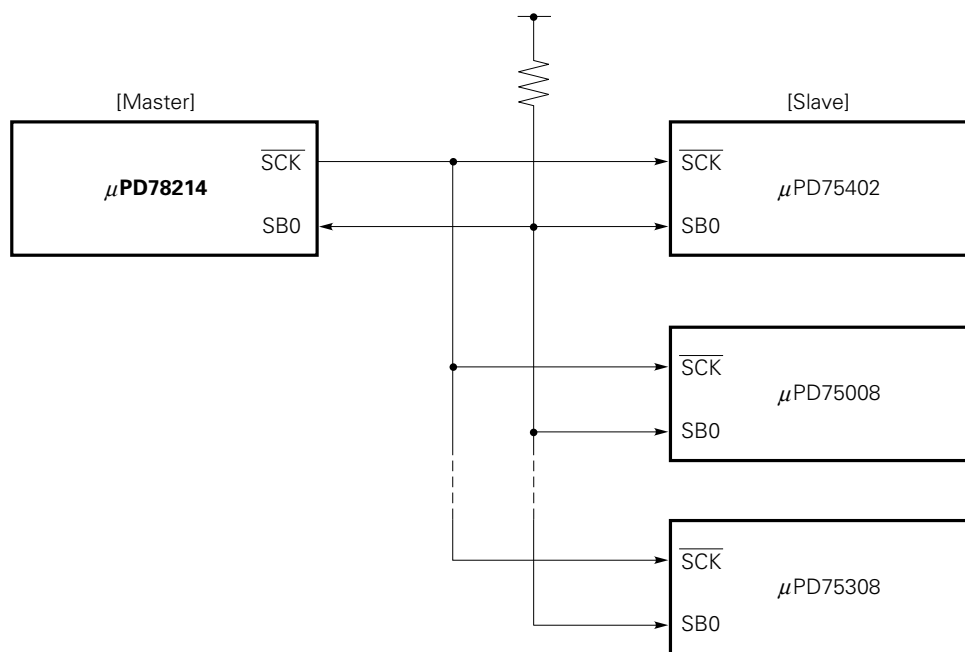 [Master]
SCK
μPD78214
SB0
[Slave]
SCK
μPD75402
SB0
SCK
μPD75008
SB0
SCK
μPD75308
SB0